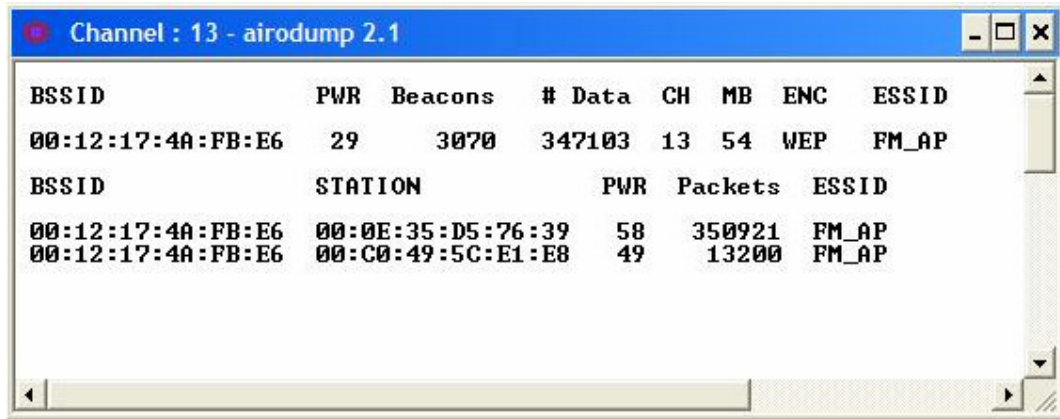 Channel : 13 - airodump 2.1
BSSID PWR Beacons # Data CH MB ENC ESSID
00:12:17:4A:FB:E6 29 3070 347103 13 54 WEP FM_AP
BSSID STATION PWR Packets ESSID
00:12:17:4A:FB:E6 00:0E:35:D5:76:39 58 350921 FM_AP
00:12:17:4A:FB:E6 00:C0:49:5C:E1:E8 49 13200 FM_AP